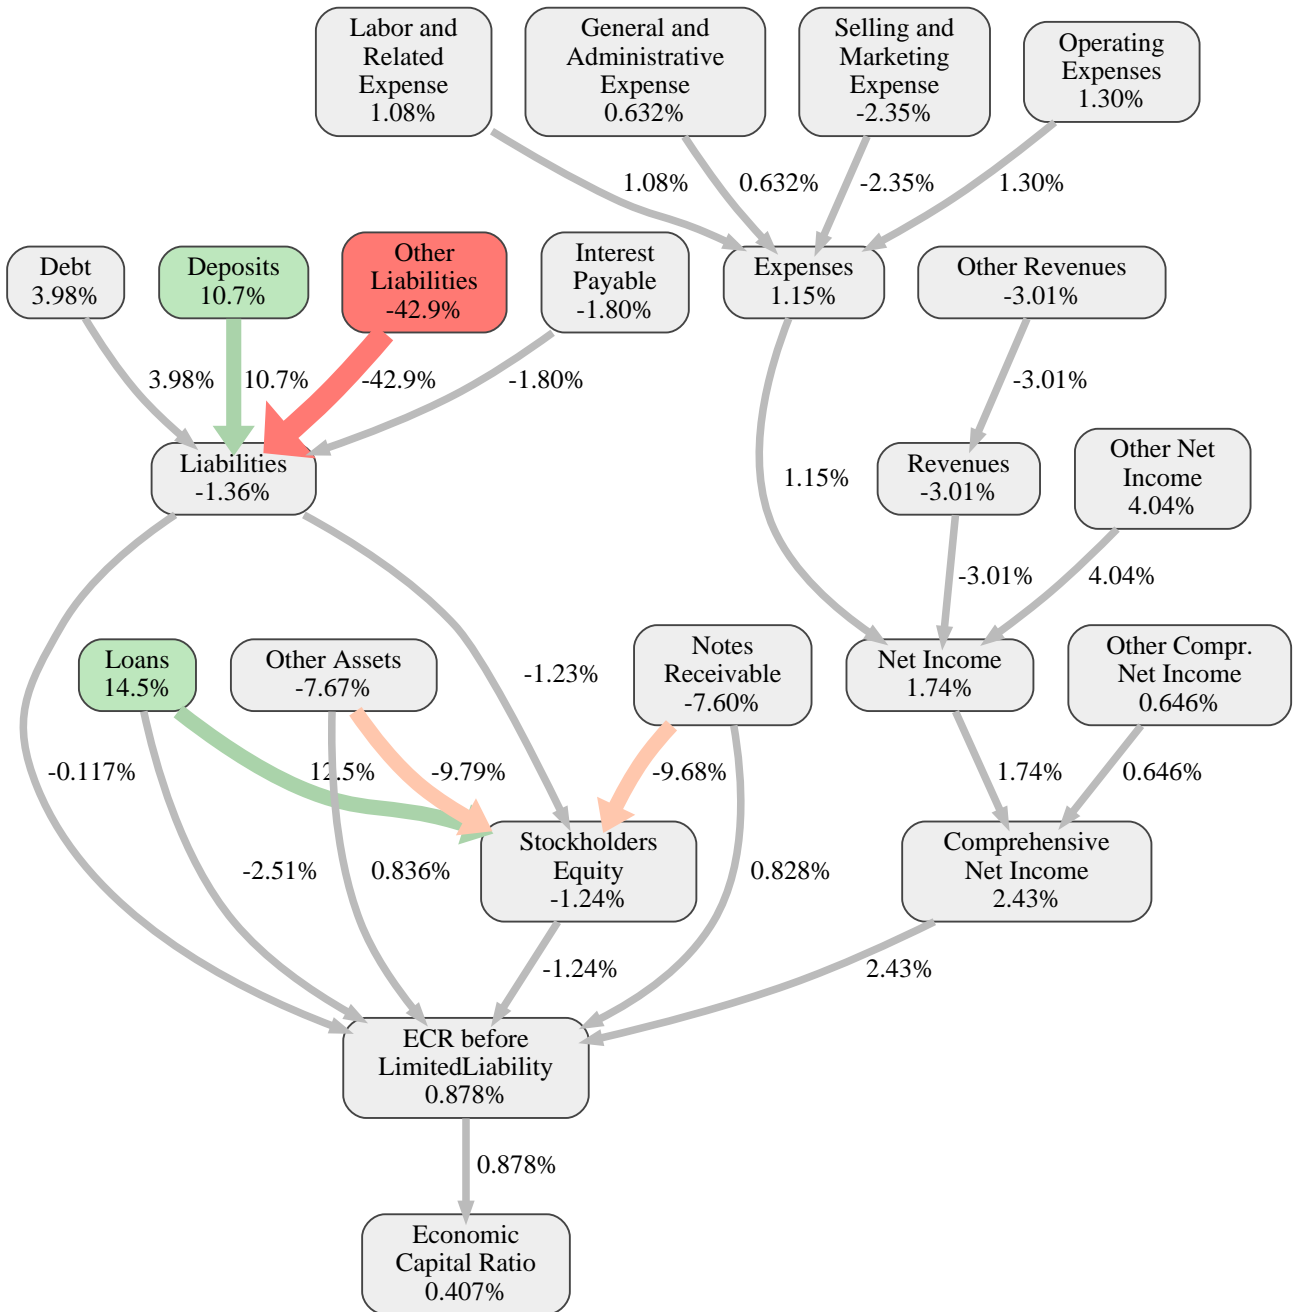 Labor and
Related
Expense
1.08%
General and
Administrative
Expense
0.632%
Selling and
Marketing
Expense
-2.35%
Operating
Expenses
1.30%
1.08%
0.632%
-2.35%
1.30%
Debt
3.98%
Deposits
10.7%
Other
Liabilities
-42.9%
Interest
Payable
-1.80%
Expenses
1.15%
Other Revenues
-3.01%
3.98%
10.7%
-42.9%
-1.80%
-3.01%
Liabilities
-1.36%
1.15%
Revenues
-3.01%
Other Net
Income
4.04%
-3.01%
4.04%
Loans
14.5%
Other Assets
-7.67%
-1.23%
Notes
Receivable
-7.60%
Net Income
1.74%
Other Compr.
Net Income
0.646%
-0.117%
12.5%
-9.79%
-9.68%
1.74%
0.646%
-2.51%
0.836%
Stockholders
Equity
-1.24%
0.828%
Comprehensive
Net Income
2.43%
-1.24%
2.43%
ECR before
LimitedLiability
0.878%
0.878%
Economic
Capital Ratio
0.407%